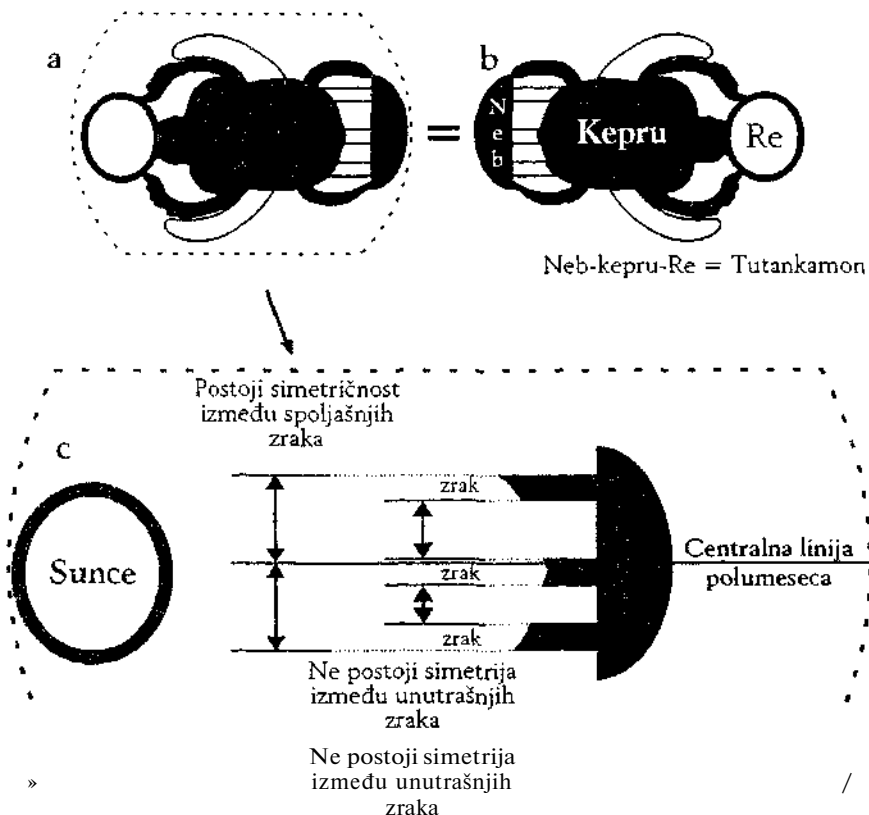 a
b
Neb
Kepru
Re
=
Neb-kepru-Re = Tutankamon
Postoji simetričnost
između spoljašnjih
zraka
c
Sunce
zrak
zrak
zrak
Centralna linija
polumeseca
Ne postoji simetrija
između unutrašnjih
zraka
Ne postoji simetrija
između unutrašnjih
zraka
»
/